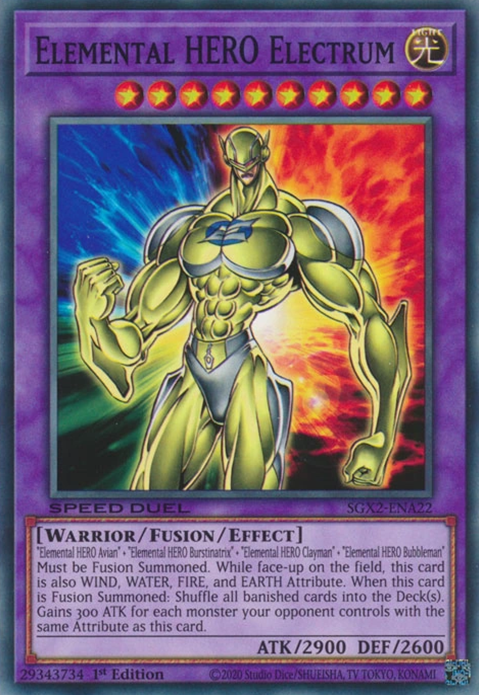 ELEMENTAL HERO ELECTRUM
LIGHT
光
SPEED DUEL
SGX2-ENA22
[WARRIOR/FUSION/EFFECT]
"Elemental HERO Avian" + "Elemental HERO Burstinatrix" + "Elemental HERO Clayman" + "Elemental HERO Bubbleman"
Must be Fusion Summoned. While face-up on the field, this card
is also WIND, WATER, FIRE, and EARTH Attribute. When this card
is Fusion Summoned: Shuffle all banished cards into the Deck(s).
Gains 300 ATK for each monster your opponent controls with the
same Attribute as this card.
ATK/2900 DEF/2600
29343734 1st Edition ©2020 Studio Dice/SHUEISHA, TV TOKYO, KONAMI